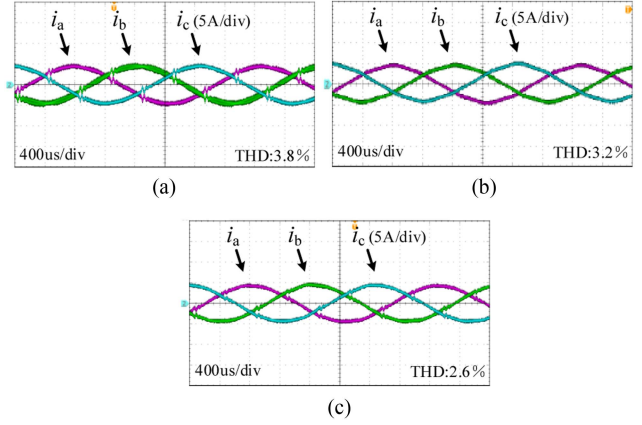 ia ib ic (5A/div)
400us/div THD:3.8%
(a)
ia ib ic (5A/div)
400us/div THD:3.2%
(b)
ia ib ic (5A/div)
400us/div THD:2.6%
(c)